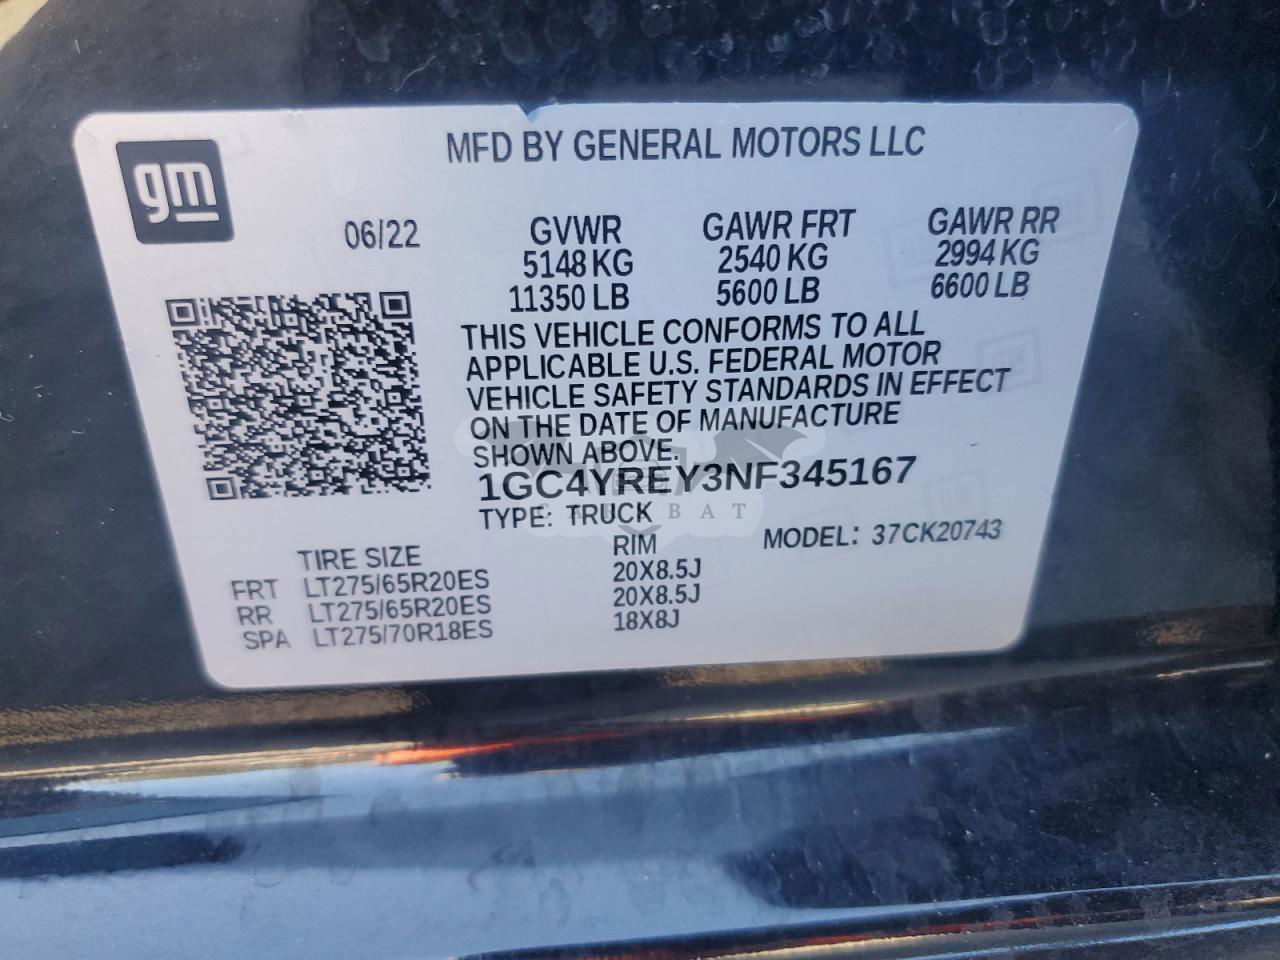 gm
MFD BY GENERAL MOTORS LLC
06/22 GVWR GAWR FRT GAWR RR
5148 KG 2540 KG 2994 KG
11350 LB 5600 LB 6600 LB
THIS VEHICLE CONFORMS TO ALL
APPLICABLE U.S. FEDERAL MOTOR
VEHICLE SAFETY STANDARDS IN EFFECT
ON THE DATE OF MANUFACTURE
SHOWN ABOVE.
1GC4YREY3NF345167
TYPE: TRUCK MODEL: 37CK20743
TIRE SIZE RIM
FRT LT275/65R20ES 20X8.5J
RR LT275/65R20ES 20X8.5J
SPA LT275/70R18ES 18X8J